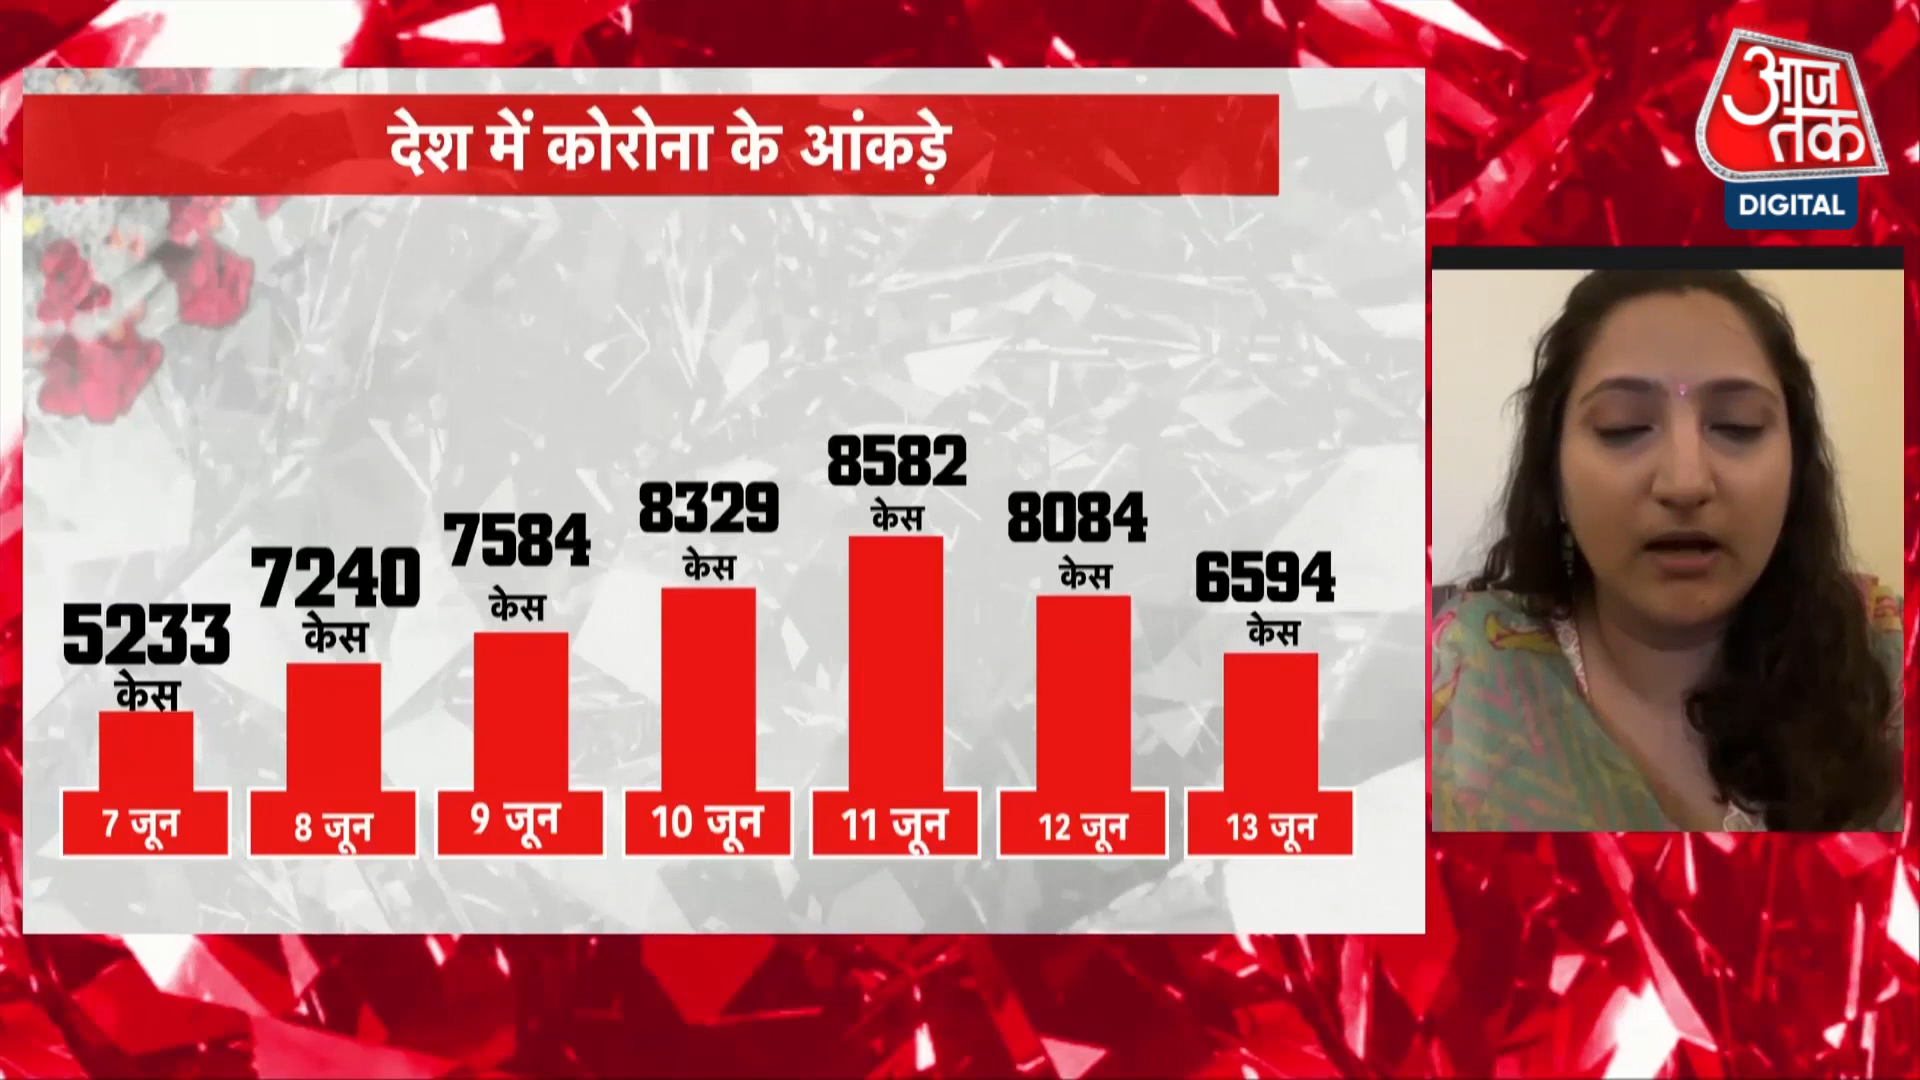 देश में कोरोना के आंकड़े
आज
तक
DIGITAL
5233
केस
7240
केस
7584
केस
8329
केस
8582
केस
8084
केस
6594
केस
7 जून
8 जून
9 जून
10 जून
11 जून
12 जून
13 जून